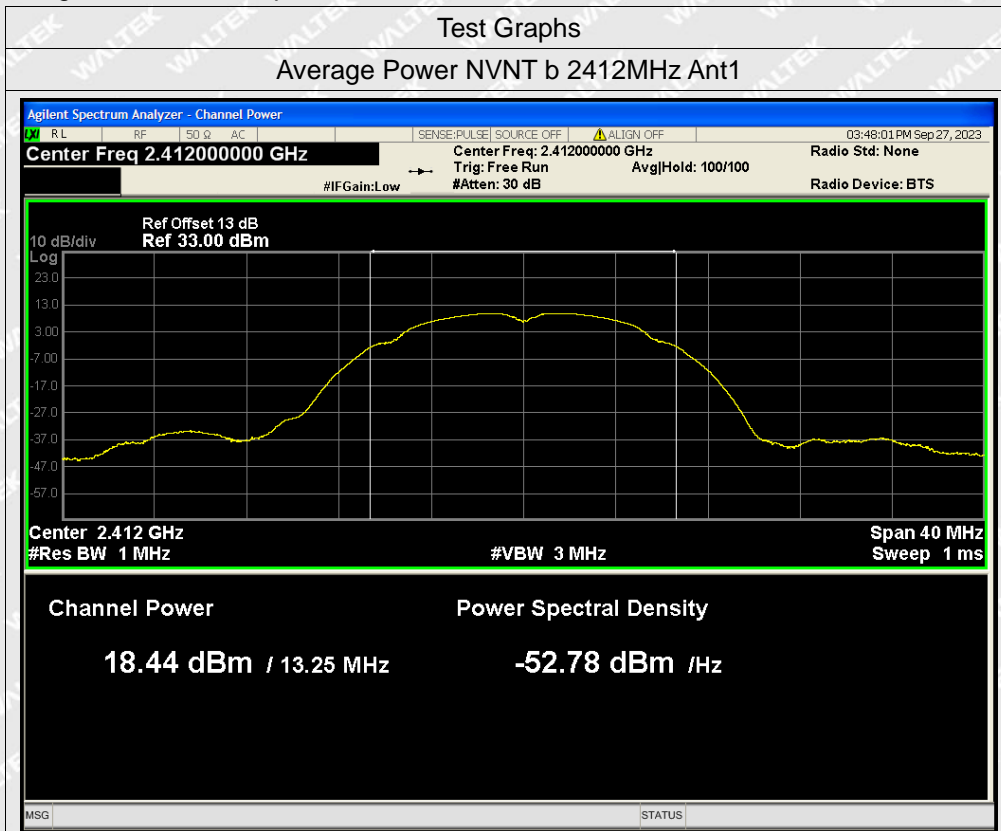 Test Graphs
Average Power NVNT b 2412MHz Ant1
Agilent Spectrum Analyzer - Channel Power
LXI RL RF 50 Ω AC SENSE:PULSE SOURCE OFF ⚠ALIGN OFF 03:48:01 PM Sep 27, 2023
Center Freq 2.412000000 GHz Center Freq: 2.412000000 GHz Radio Std: None
Trig: Free Run Avg|Hold: 100/100
#IFGain:Low #Atten: 30 dB Radio Device: BTS
Ref Offset 13 dB
10 dB/div Ref 33.00 dBm
Log
23.0
13.0
3.00
-7.00
-17.0
-27.0
-37.0
-47.0
-57.0
Center 2.412 GHz Span 40 MHz
#Res BW 1 MHz #VBW 3 MHz Sweep 1 ms
Channel Power Power Spectral Density
18.44 dBm / 13.25 MHz -52.78 dBm /Hz
MSG STATUS
WALTEK